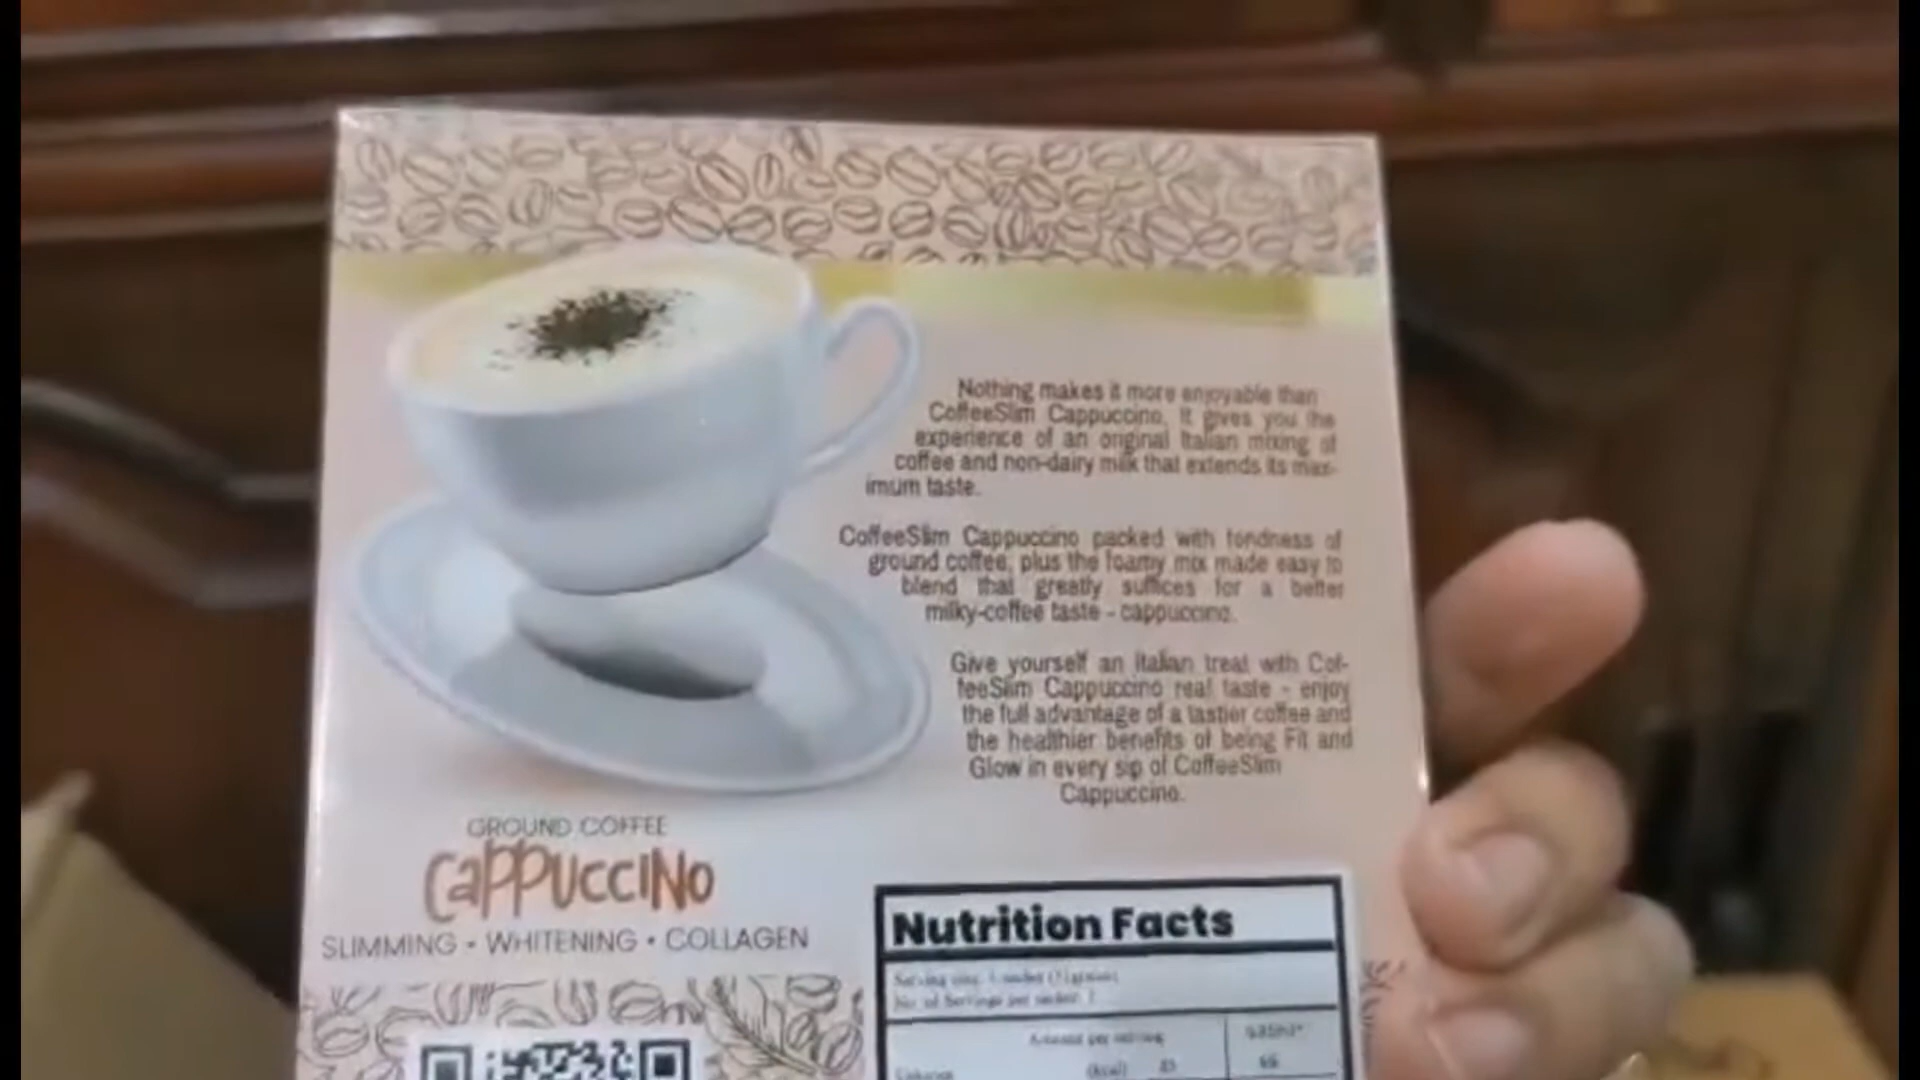 Nothing makes it more enjoyable than
CoffeeSlim Cappuccino. It gives you the
experience of an original Italian mixing of
coffee and non-dairy milk that extends its max-
imum taste.
CoffeeSlim Cappuccino packed with fondness of
ground coffee, plus the foamy mix made easy to
blend that greatly suffices for a better
milky-coffee taste - cappuccino.
Give yourself an Italian treat with Cof-
feeSlim Cappuccino real taste - enjoy
the full advantage of a tastier coffee and
the healthier benefits of being Fit and
Glow in every sip of CoffeeSlim
Cappuccino.
GROUND COFFEE
CaPPUcciNo
SLIMMING • WHITENING • COLLAGEN
Nutrition Facts
Amount per serving
(kcal)